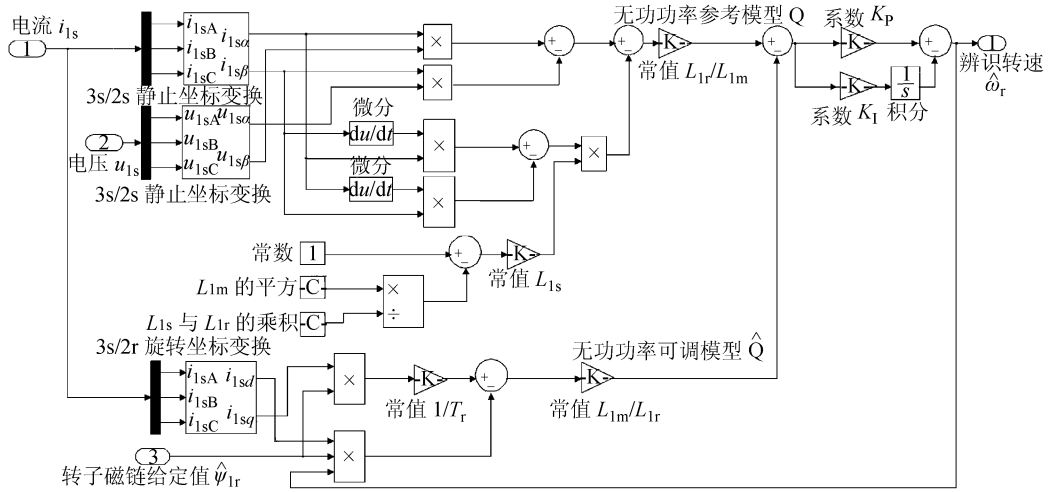 电流 i1s
1
i1sA
i1sB
i1sC
i1sα
i1sβ
3s/2s 静止坐标变换
2
电压 u1s
u1sA
u1sB
u1sC
u1sα
u1sβ
3s/2s 静止坐标变换
微分
du/dt
微分
du/dt
×
×
×
×
×
+
−
+
−
+
−
无功功率参考模型 Q
K
常值 L1r/L1m
+
−
系数 KP
K
K
系数 KI
1/s
积分
+
+
1
辨识转速
ω̂r
常数
1
+
−
K
常值 L1s
L1m 的平方
C
×
÷
L1s 与 L1r 的乘积
C
3s/2r 旋转坐标变换
i1sA
i1sB
i1sC
i1sd
i1sq
×
K
常值 1/Tr
+
−
无功功率可调模型 Q̂
K
常值 L1m/L1r
×
3
转子磁链给定值 ψ̂1r